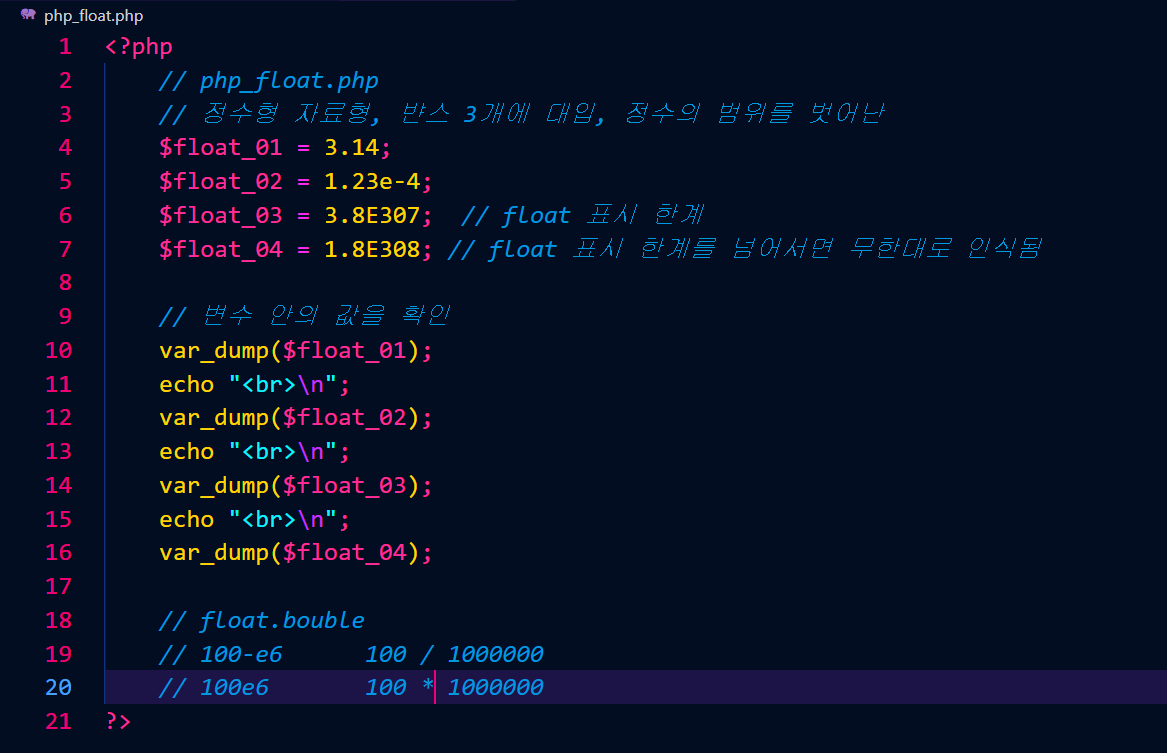 php_float.php
1 <?php
2 // php_float.php
3 // 정수형 자료형, 뱐스 3개에 대입, 정수의 범위를 벗어난
4 $float_01 = 3.14;
5 $float_02 = 1.23e-4;
6 $float_03 = 3.8E307; // float 표시 한계
7 $float_04 = 1.8E308; // float 표시 한계를 넘어서면 무한대로 인식됨
8
9 // 변수 안의 값을 확인
10 var_dump($float_01);
11 echo "<br>\n";
12 var_dump($float_02);
13 echo "<br>\n";
14 var_dump($float_03);
15 echo "<br>\n";
16 var_dump($float_04);
17
18 // float.bouble
19 // 100-e6 100 / 1000000
20 // 100e6 100 * 1000000
21 ?>